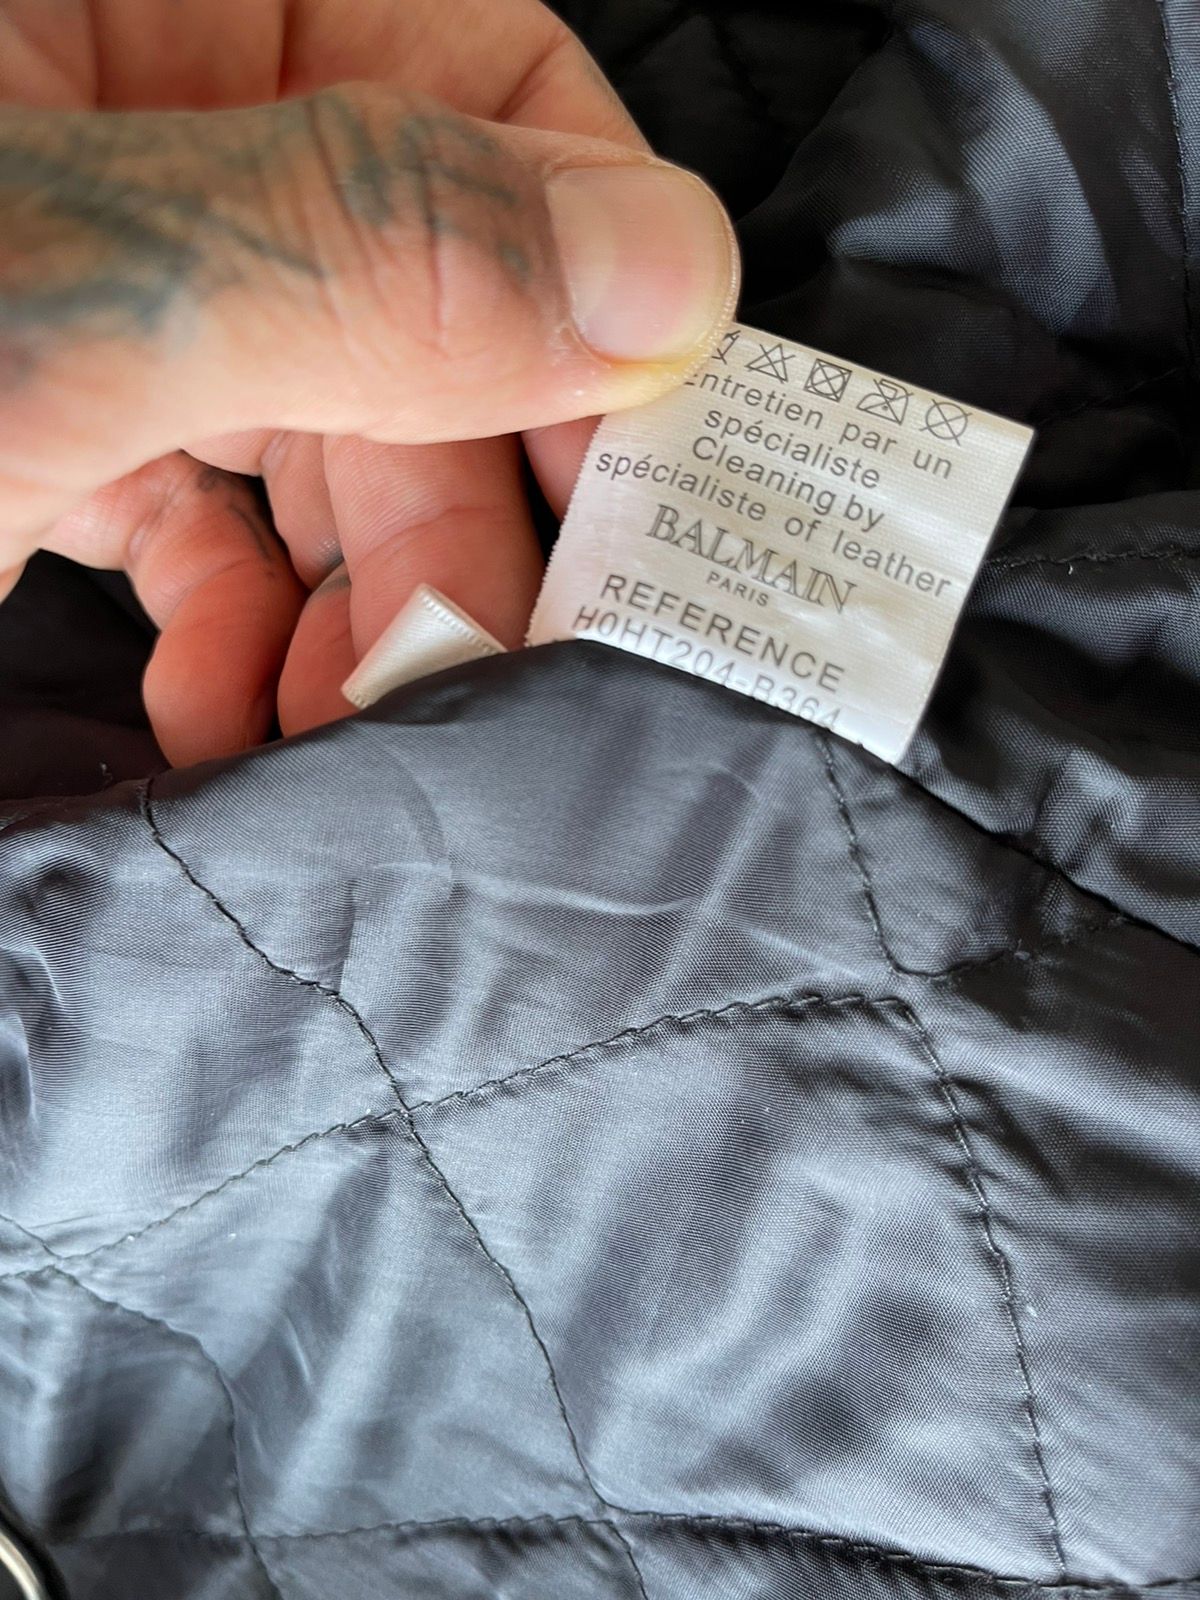 Entretien par un
spécialiste
Cleaning by
spécialiste of leather
BALMAIN
PARIS
REFERENCE
H0HT204-B364